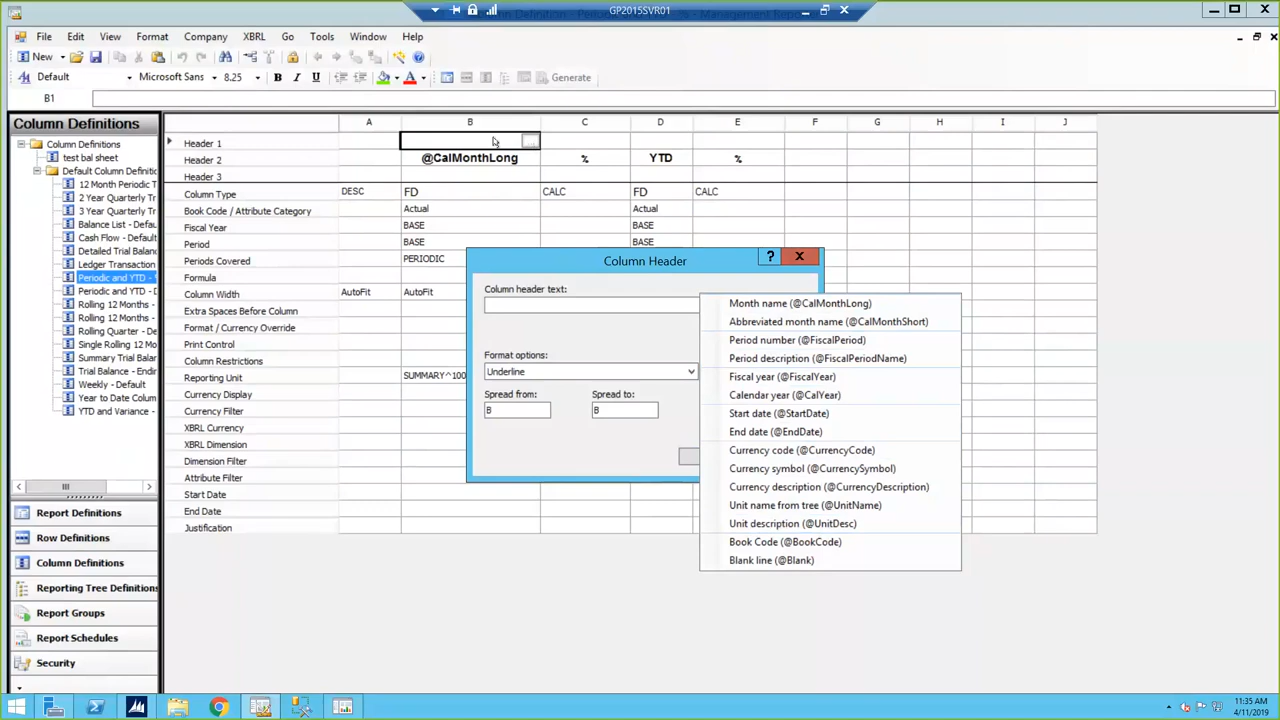 GP2015SVR01
File Edit View Format Company XBRL Go Tools Window Help
New
Default Microsoft Sans 8.25 B I U A Generate
B1
Column Definitions
Column Definitions
test bal sheet
Default Column Definit
12 Month Periodic T
2 Year Quarterly Tr
3 Year Quarterly Tr
Balance List - Defau
Cash Flow - Default
Detailed Trial Balanc
Ledger Transaction
Periodic and YTD -
Periodic and YTD - D
Rolling 12 Months -
Rolling 12 Months -
Rolling Quarter - De
Single Rolling 12 Mo
Summary Trial Balan
Trial Balance - Endin
Weekly - Default
Year to Date Column
YTD and Variance -
Report Definitions
Row Definitions
Column Definitions
Reporting Tree Definitions
Report Groups
Report Schedules
Security
A B C D E F G H I J
Header 1
Header 2 @CalMonthLong % YTD %
Header 3
Column Type DESC FD CALC FD CALC
Book Code / Attribute Category Actual Actual
Fiscal Year BASE BASE
Period BASE BASE
Periods Covered PERIODIC
Formula
Column Width AutoFit AutoFit
Extra Spaces Before Column
Format / Currency Override
Print Control
Column Restrictions
Reporting Unit SUMMARY^100
Currency Display
Currency Filter
XBRL Currency
XBRL Dimension
Dimension Filter
Attribute Filter
Start Date
End Date
Justification
Column Header ? X
Column header text:
Format options:
Underline
Spread from: Spread to:
B B
Month name (@CalMonthLong)
Abbreviated month name (@CalMonthShort)
Period number (@FiscalPeriod)
Period description (@FiscalPeriodName)
Fiscal year (@FiscalYear)
Calendar year (@CalYear)
Start date (@StartDate)
End date (@EndDate)
Currency code (@CurrencyCode)
Currency symbol (@CurrencySymbol)
Currency description (@CurrencyDescription)
Unit name from tree (@UnitName)
Unit description (@UnitDesc)
Book Code (@BookCode)
Blank line (@Blank)
11:35 AM
4/11/2019